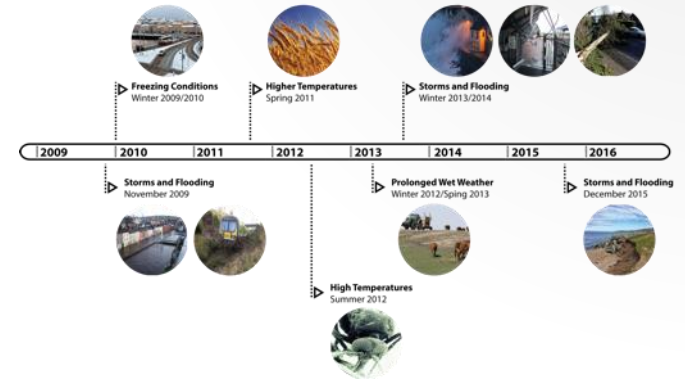 Freezing Conditions
Winter 2009/2010
Higher Temperatures
Spring 2011
Storms and Flooding
Winter 2013/2014
2009 2010 2011 2012 2013 2014 2015 2016
Storms and Flooding
November 2009
Prolonged Wet Weather
Winter 2012/Sping 2013
Storms and Flooding
December 2015
High Temperatures
Summer 2012